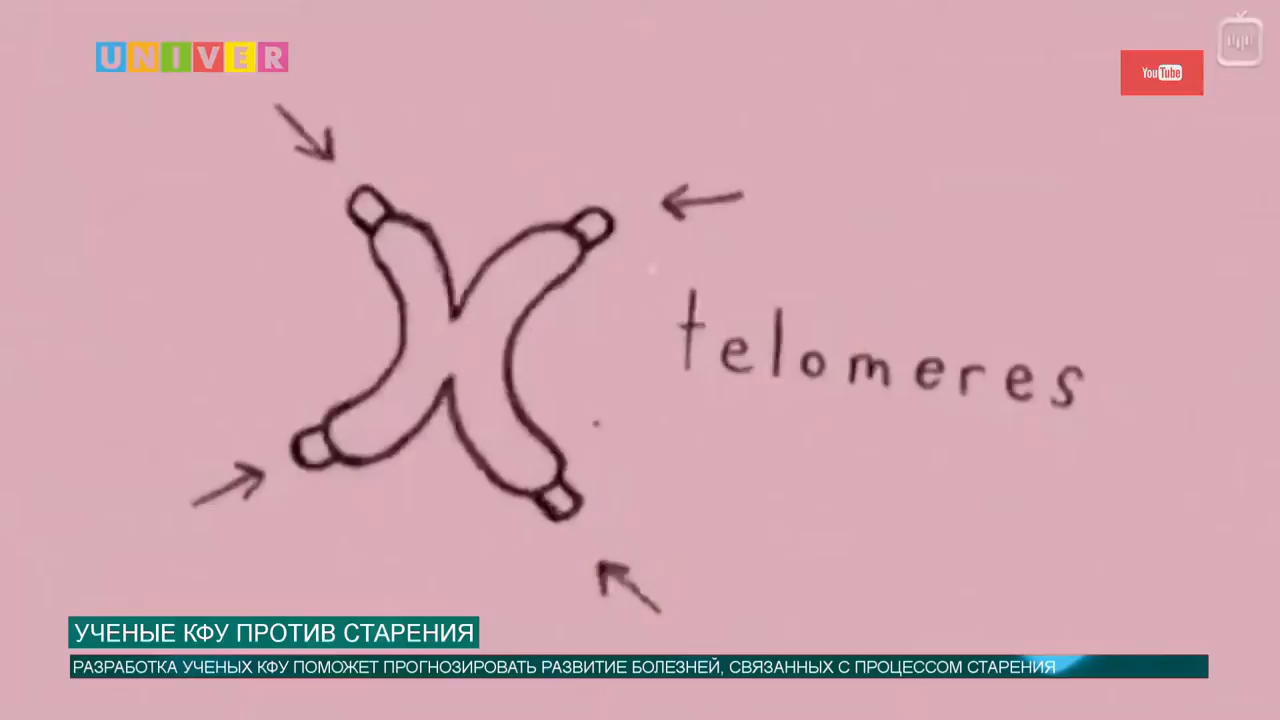 UNIVER
YouTube
telomeres
УЧЕНЫЕ КФУ ПРОТИВ СТАРЕНИЯ
РАЗРАБОТКА УЧЕНЫХ КФУ ПОМОЖЕТ ПРОГНОЗИРОВАТЬ РАЗВИТИЕ БОЛЕЗНЕЙ, СВЯЗАННЫХ С ПРОЦЕССОМ СТАРЕНИЯ